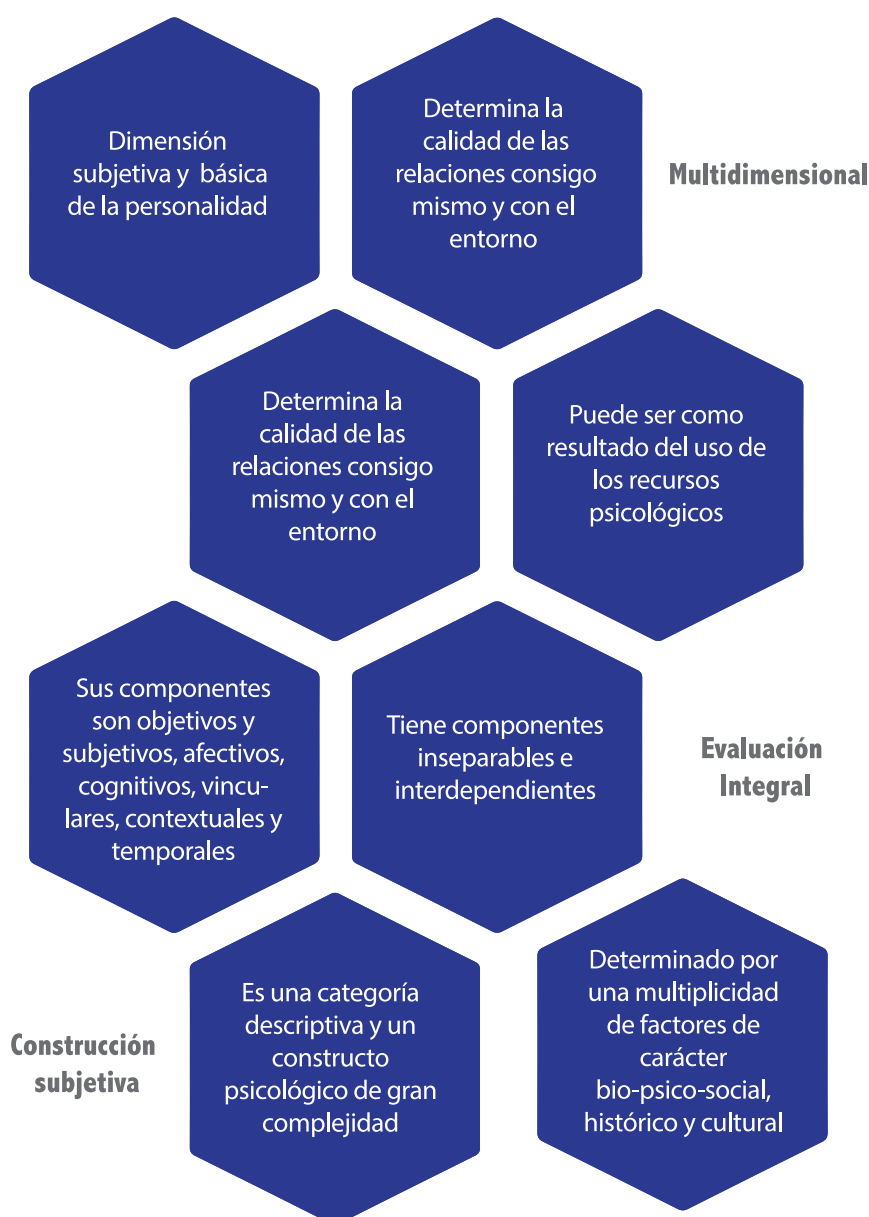 Dimensión
subjetiva y básica
de la personalidad
Determina la
calidad de las
relaciones consigo
mismo y con el
entorno
Multidimensional
Determina la
calidad de las
relaciones consigo
mismo y con el
entorno
Puede ser como
resultado del uso de
los recursos
psicológicos
Sus componentes
son objetivos y
subjetivos, afectivos,
cognitivos, vincu-
lares, contextuales y
temporales
Tiene componentes
inseparables e
interdependientes
Evaluación
Integral
Construcción
subjetiva
Es una categoría
descriptiva y un
constructo
psicológico de gran
complejidad
Determinado por
una multiplicidad
de factores de
carácter
bio-psico-social,
histórico y cultural